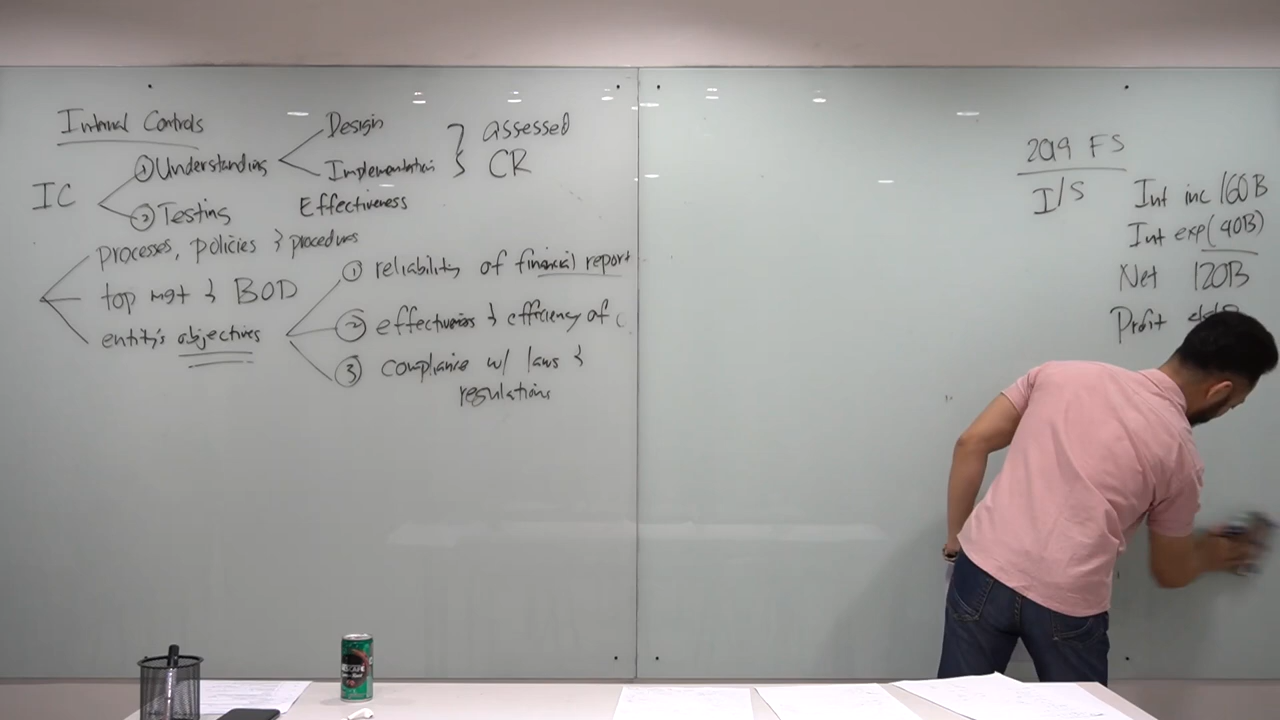 Internal Controls
IC
① Understanding
Design
Implementation
assessed
CR
② Testing
Effectiveness
processes, policies & procedures
top mgt & BOD
entity's objectives
① reliability of financial report
② effectiveness & efficiency of
③ compliance w/ laws &
regulations
2019 FS
I/S
Int inc 160B
Int exp (40B)
Net 120B
Profit